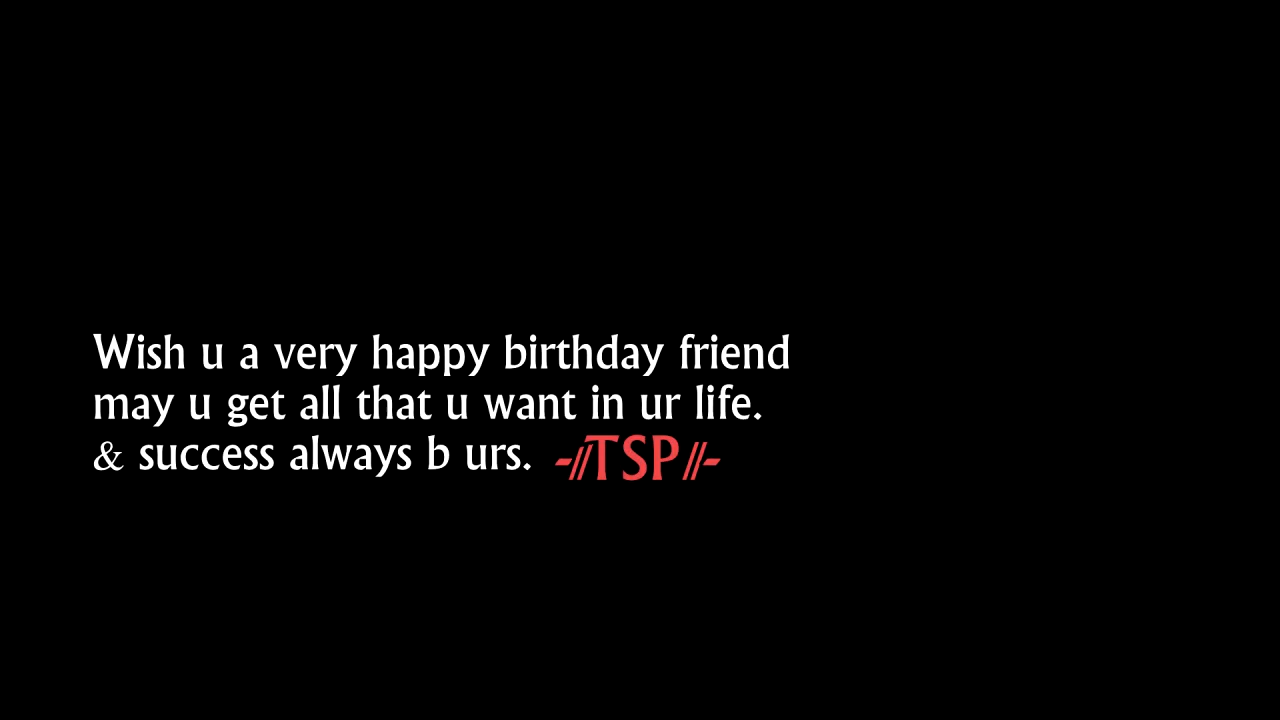 Wish u a very happy birthday friend
may u get all that u want in ur life.
& success always b urs. -//TSP//-